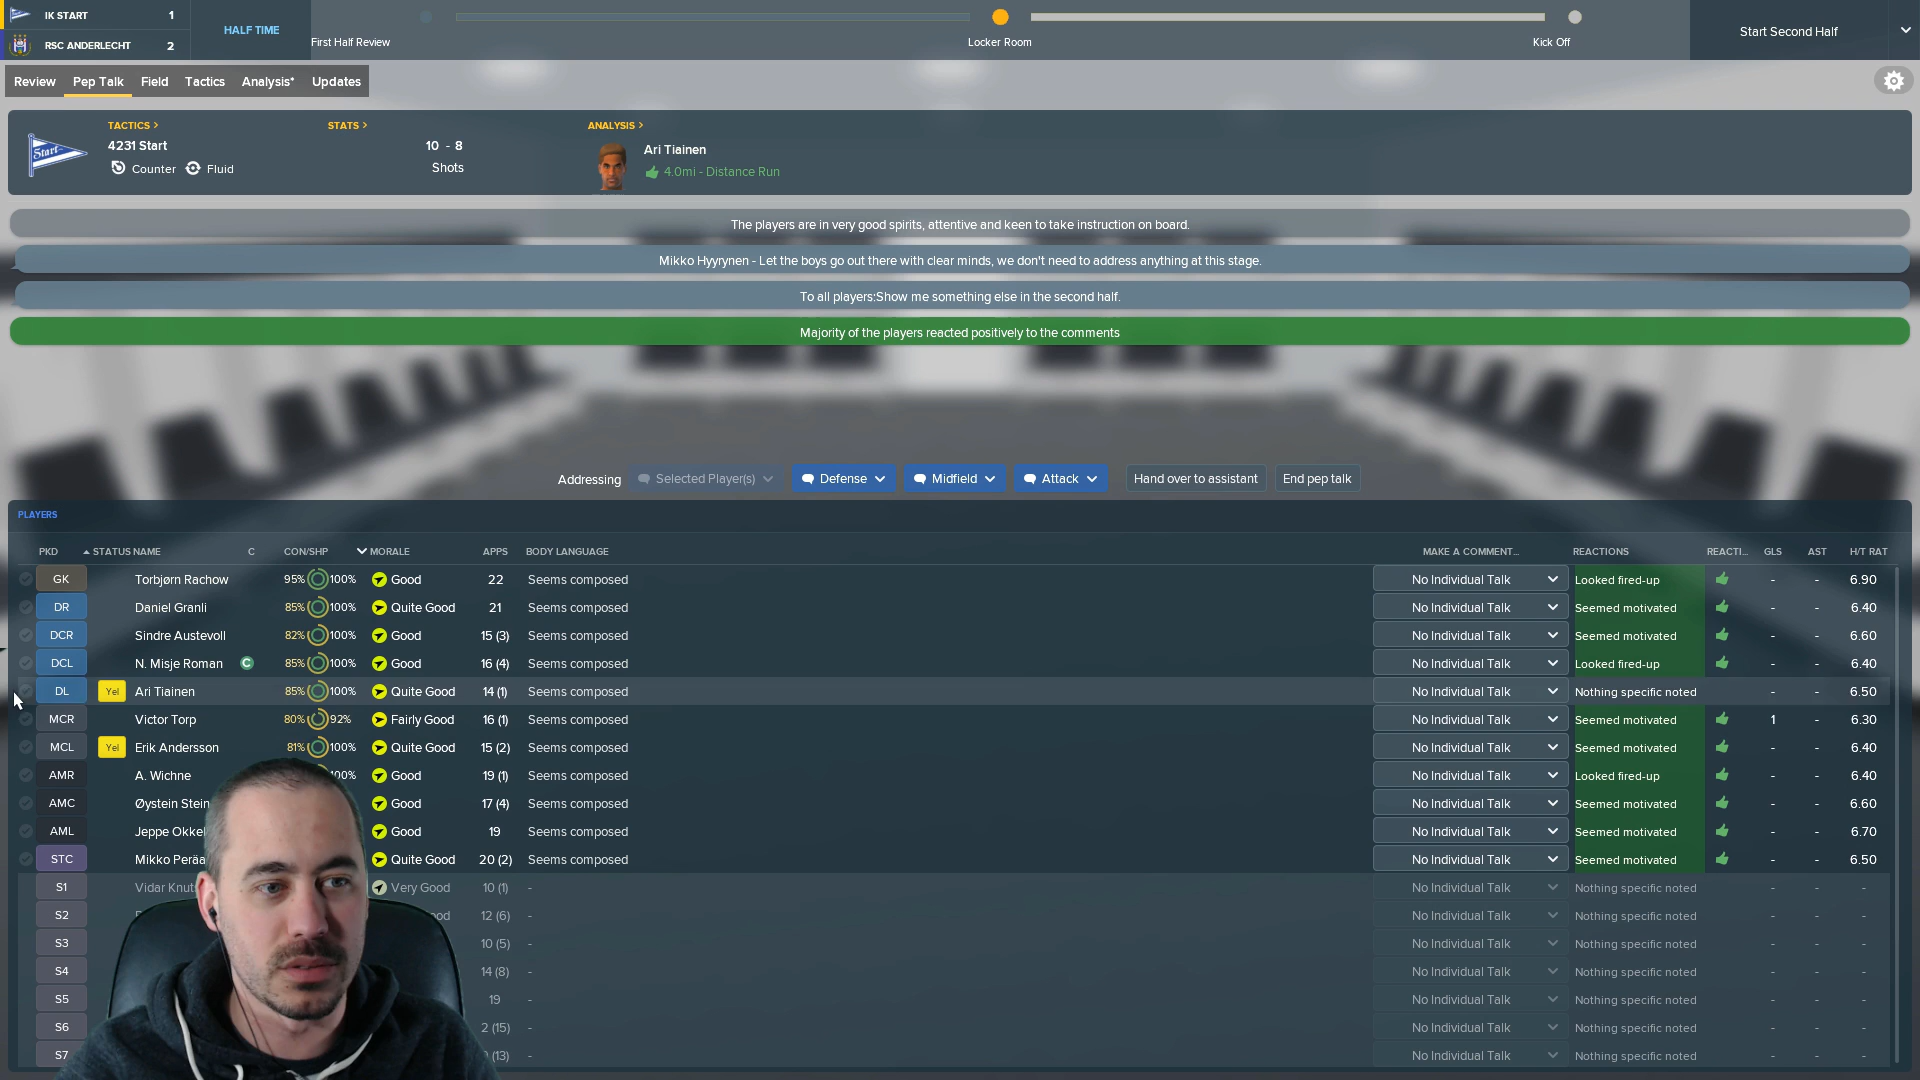 IK START 1
RSC ANDERLECHT 2
HALF TIME
First Half Review
Locker Room
Kick Off
Start Second Half
Review Pep Talk Field Tactics Analysis* Updates
TACTICS >
4231 Start
Counter Fluid
STATS >
10 - 8
Shots
ANALYSIS >
Ari Tiainen
4.0mi - Distance Run
Start
The players are in very good spirits, attentive and keen to take instruction on board.
Mikko Hyyrynen - Let the boys go out there with clear minds, we don't need to address anything at this stage.
To all players:Show me something else in the second half.
Majority of the players reacted positively to the comments
Addressing Selected Player(s) Defense Midfield Attack Hand over to assistant End pep talk
PLAYERS
PKD STATUS NAME C CON/SHP MORALE APPS BODY LANGUAGE MAKE A COMMENT... REACTIONS REACTI... GLS AST H/T RAT
GK Torbjørn Rachow 95% 100% Good 22 Seems composed No Individual Talk Looked fired-up - - 6.90
DR Daniel Granli 85% 100% Quite Good 21 Seems composed No Individual Talk Seemed motivated - - 6.40
DCR Sindre Austevoll 82% 100% Good 15 (3) Seems composed No Individual Talk Seemed motivated - - 6.60
DCL N. Misje Roman C 85% 100% Good 16 (4) Seems composed No Individual Talk Looked fired-up - - 6.40
DL Yel Ari Tiainen 85% 100% Quite Good 14 (1) Seems composed No Individual Talk Nothing specific noted - - 6.50
MCR Victor Torp 80% 92% Fairly Good 16 (1) Seems composed No Individual Talk Seemed motivated 1 - 6.30
MCL Yel Erik Andersson 81% 100% Quite Good 15 (2) Seems composed No Individual Talk Seemed motivated - - 6.40
AMR A. Wichne 100% Good 19 (1) Seems composed No Individual Talk Looked fired-up - - 6.40
AMC Øystein Stein Good 17 (4) Seems composed No Individual Talk Seemed motivated - - 6.60
AML Jeppe Okkel Good 19 Seems composed No Individual Talk Seemed motivated - - 6.70
STC Mikko Peräa Quite Good 20 (2) Seems composed No Individual Talk Seemed motivated - - 6.50
S1 Vidar Knut Very Good 10 (1) - No Individual Talk Nothing specific noted - - -
S2 12 (6) - No Individual Talk Nothing specific noted - - -
S3 10 (5) - No Individual Talk Nothing specific noted - - -
S4 14 (8) - No Individual Talk Nothing specific noted - - -
S5 19 - No Individual Talk Nothing specific noted - - -
S6 2 (15) - No Individual Talk Nothing specific noted - - -
S7 (13) - No Individual Talk Nothing specific noted - - -